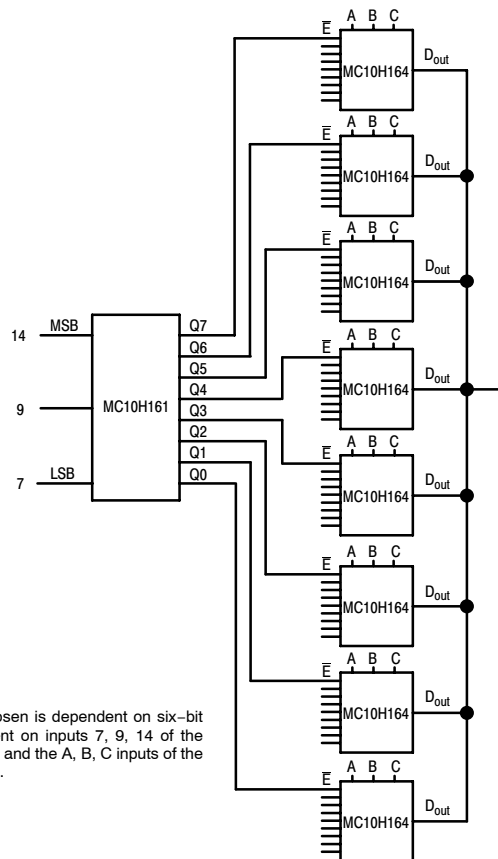 A B C
E
Dout
MC10H164
A B C
E
Dout
MC10H164
A B C
E
Dout
MC10H164
14 MSB
9
7 LSB
MC10H161
Q7
Q6
Q5
Q4
Q3
Q2
Q1
Q0
A B C
E
Dout
MC10H164
A B C
E
Dout
MC10H164
A B C
E
Dout
MC10H164
A B C
E
Dout
MC10H164
osen is dependent on six−bit
ent on inputs 7, 9, 14 of the
and the A, B, C inputs of the
.
A B C
E
Dout
MC10H164